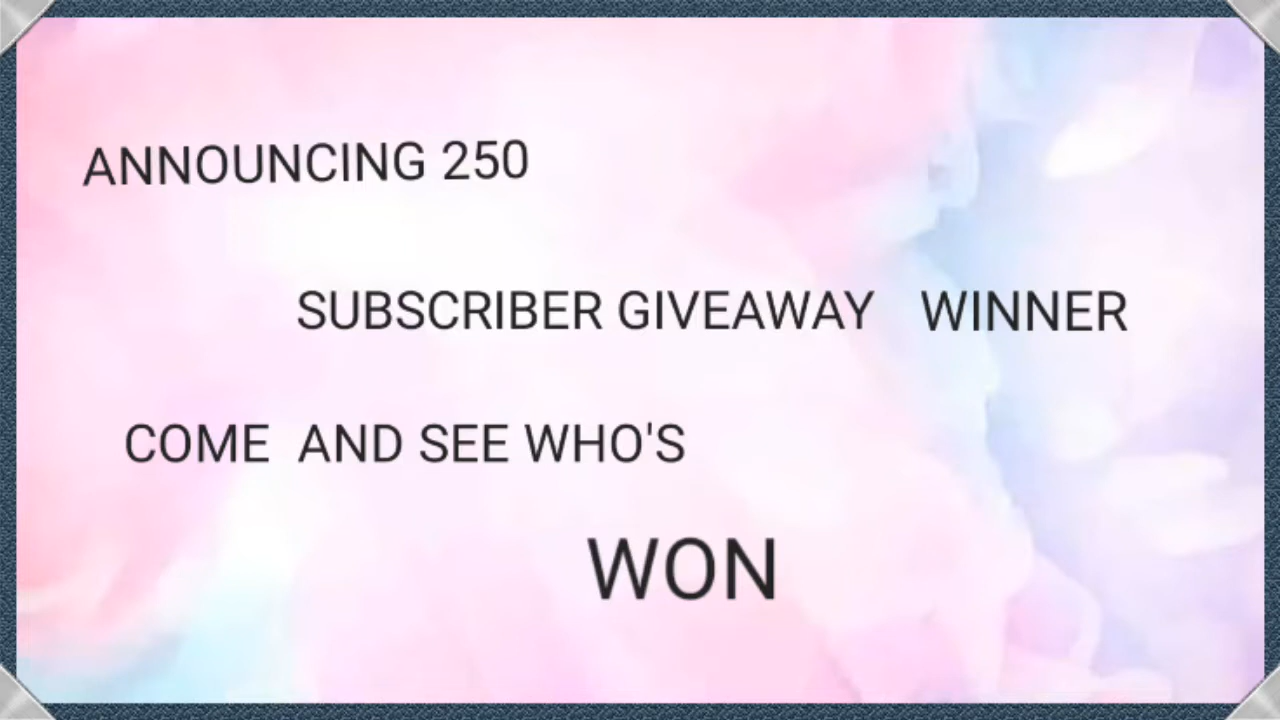 ANNOUNCING 250
SUBSCRIBER GIVEAWAY WINNER
COME AND SEE WHO'S
WON